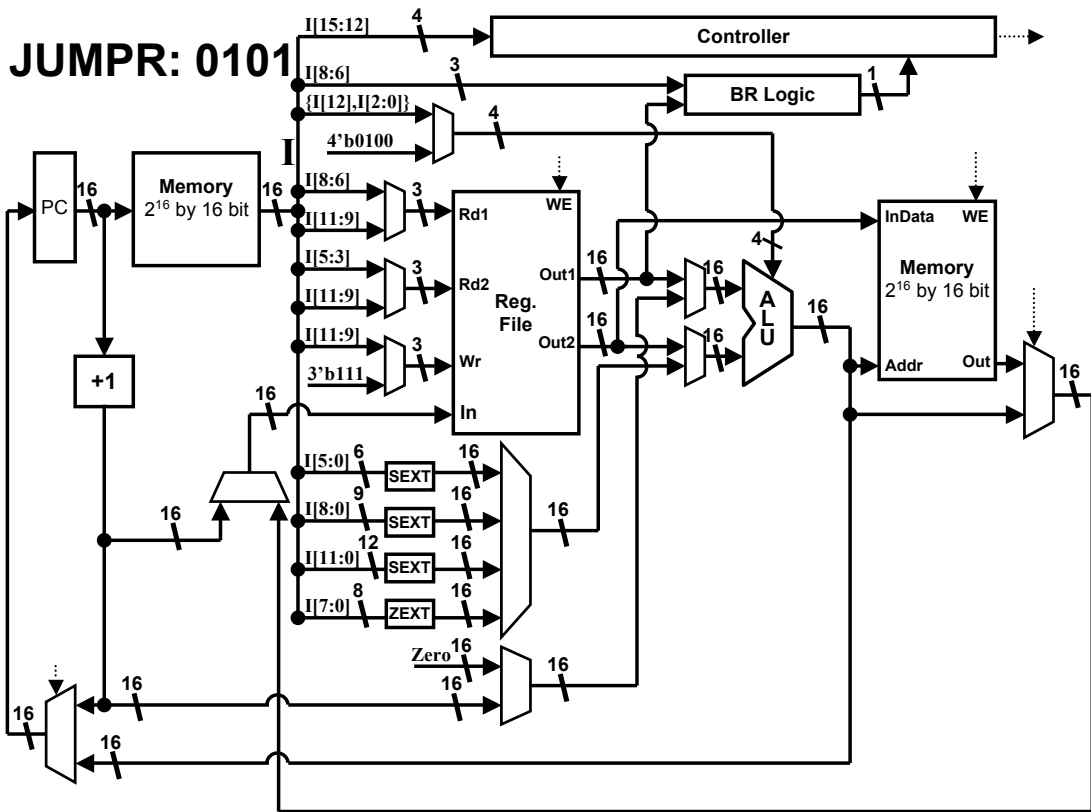 JUMPR: 0101
I[15:12]
4
Controller
I[8:6]
3
BR Logic
1
{I[12],I[2:0]}
4
4'b0100
I
PC
16
Memory
2^16 by 16 bit
16
I[8:6]
3
Rd1
WE
I[11:9]
I[5:3]
3
Rd2
I[11:9]
Reg.
File
Out1
16
Out2
16
I[11:9]
3
Wr
3'b111
16
In
16
16
4
ALU
16
InData
WE
Memory
2^16 by 16 bit
Addr
Out
16
+1
16
I[5:0]
6
SEXT
16
I[8:0]
9
SEXT
16
16
I[11:0]
12
SEXT
16
I[7:0]
8
ZEXT
16
Zero
16
16
16
16
16
16